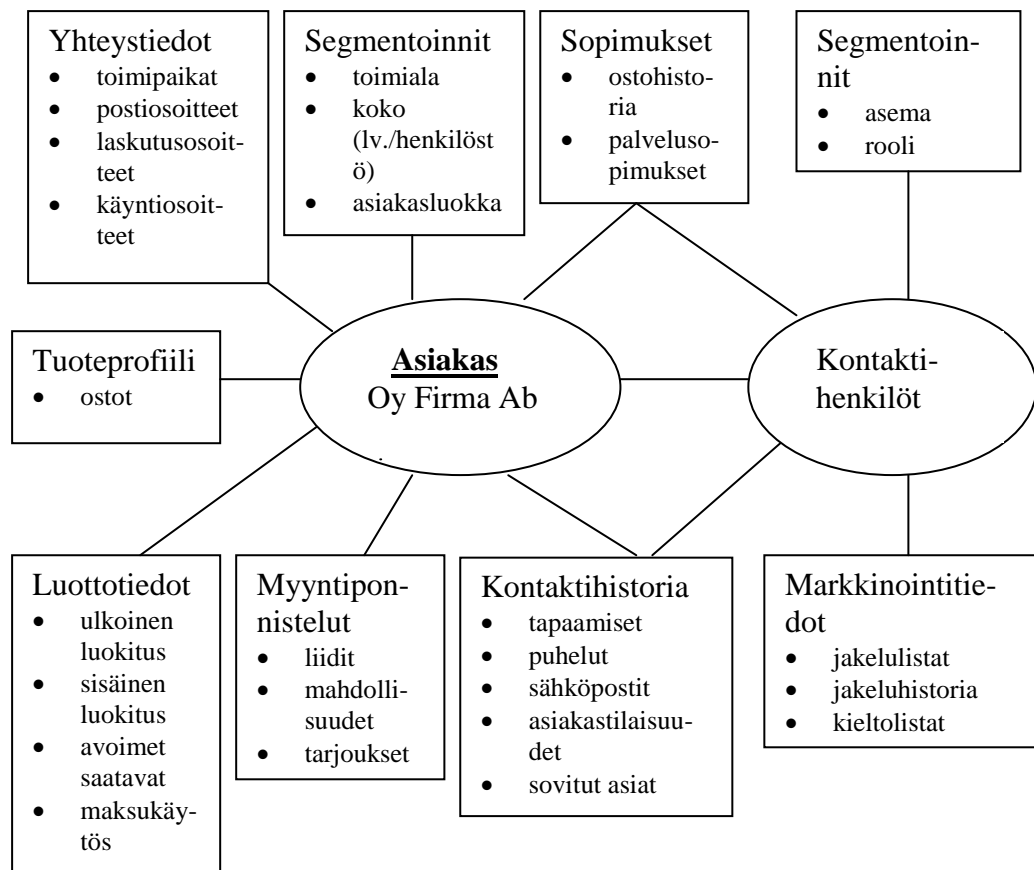 Yhteystiedot
• toimipaikat
• postiosoitteet
• laskutusosoit-
teet
• käyntiosoit-
teet
Segmentoinnit
• toimiala
• koko
(lv./henkilöst
ö)
• asiakasluokka
Sopimukset
• ostohisto-
ria
• palveluso-
pimukset
Segmentoin-
nit
• asema
• rooli
Tuoteprofiili
• ostot
Asiakas
Oy Firma Ab
Kontakti-
henkilöt
Luottotiedot
• ulkoinen
luokitus
• sisäinen
luokitus
• avoimet
saatavat
• maksukäy-
tös
Myyntipon-
nistelut
• liidit
• mahdolli-
suudet
• tarjoukset
Kontaktihistoria
• tapaamiset
• puhelut
• sähköpostit
• asiakastilaisuu-
det
• sovitut asiat
Markkinointitie-
dot
• jakelulistat
• jakeluhistoria
• kieltolistat